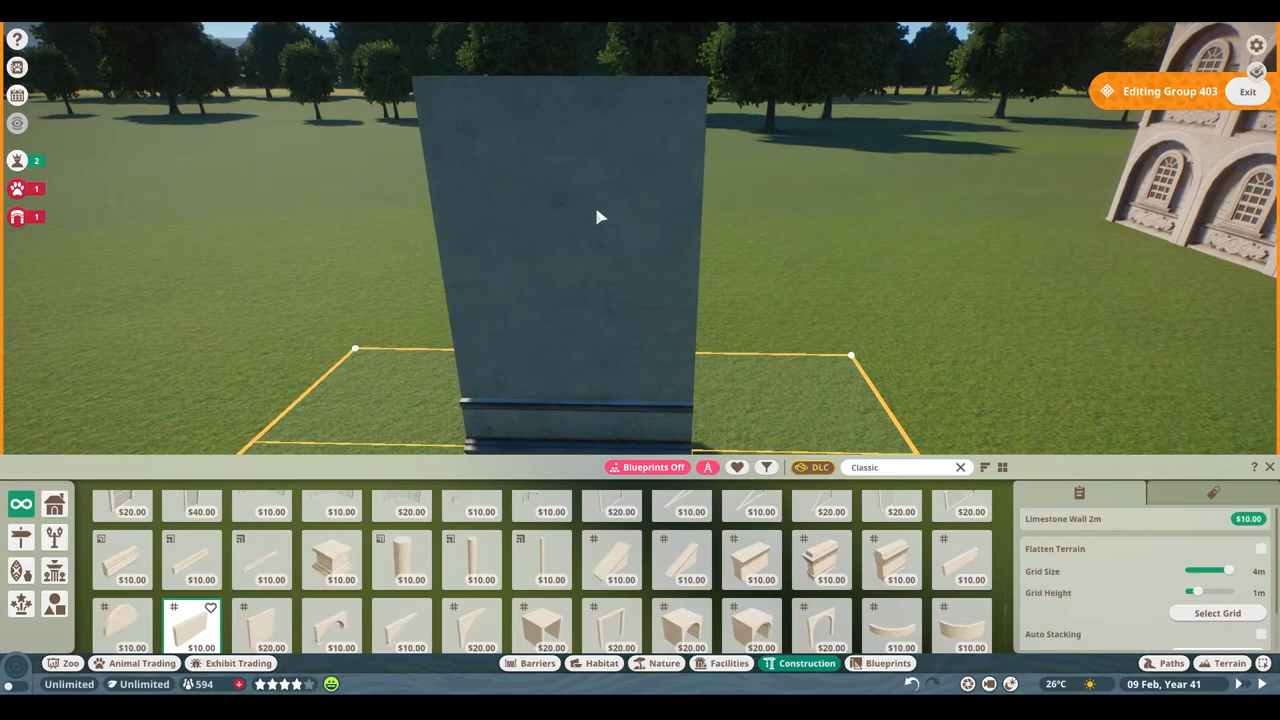 Editing Group 403
Exit
2
1
1
Blueprints Off
DLC
Classic
?
$20.00 $40.00 $10.00 $10.00 $20.00 $10.00 $10.00 $20.00 $10.00 $20.00 $20.00 $20.00 $20.00
$10.00 $10.00 $10.00 $10.00 $10.00 $10.00 $10.00 $10.00 $10.00 $10.00 $10.00 $10.00 $10.00
$10.00 $10.00 $20.00 $10.00 $10.00 $20.00 $20.00 $20.00 $20.00 $20.00 $20.00 $10.00 $10.00
Limestone Wall 2m
$10.00
Flatten Terrain
Grid Size
4m
Grid Height
1m
Select Grid
Auto Stacking
Zoo
Animal Trading
Exhibit Trading
Barriers
Habitat
Nature
Facilities
Construction
Blueprints
Paths
Terrain
Unlimited
Unlimited
594
26°C
09 Feb, Year 41